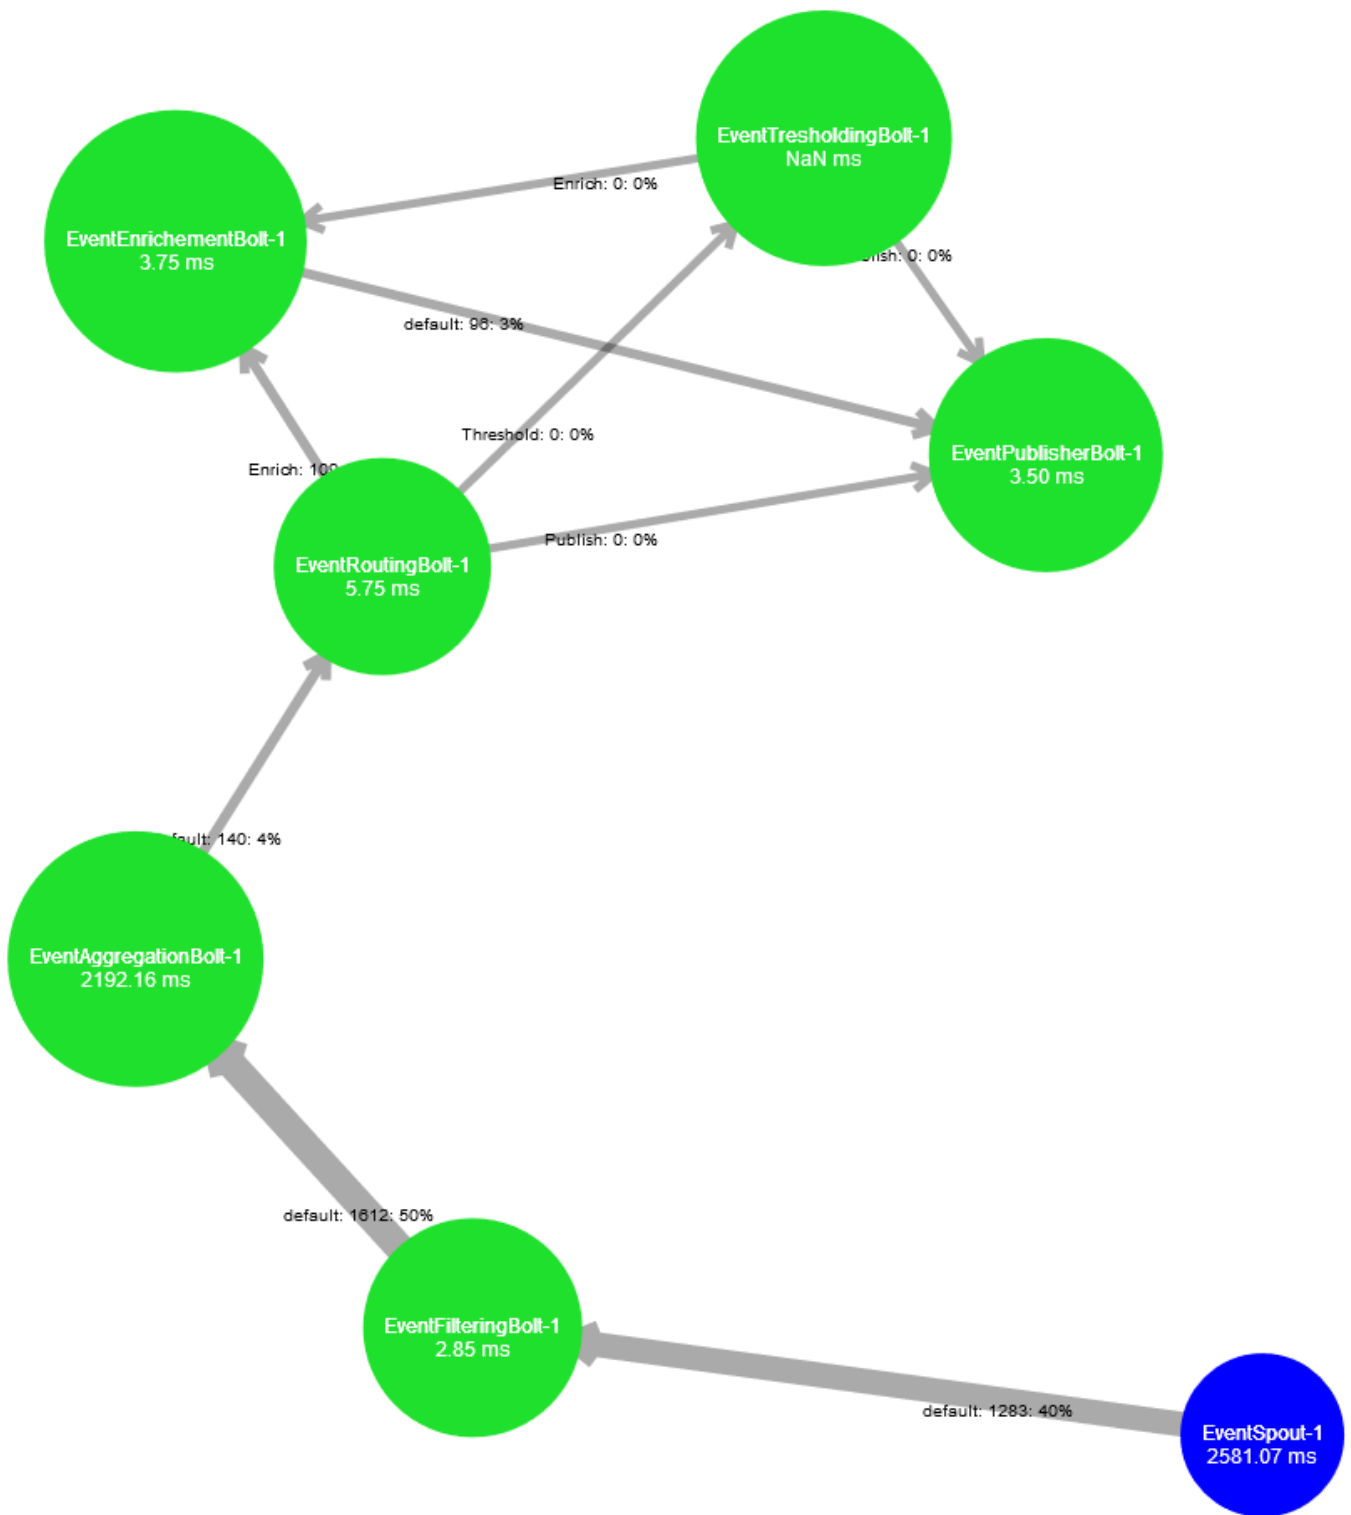 EventTresholdingBolt-1
NaN ms
Enrich: 0: 0%
EventEnrichementBolt-1
3.75 ms
0: 0%
default: 96: 3%
Threshold: 0: 0%
EventPublisherBolt-1
3.50 ms
Enrich:
Publish: 0: 0%
EventRoutingBolt-1
5.75 ms
140: 4%
EventAggregationBolt-1
2192.16 ms
default: 1612: 50%
EventFilteringBolt-1
2.85 ms
default: 1283: 40%
EventSpout-1
2581.07 ms